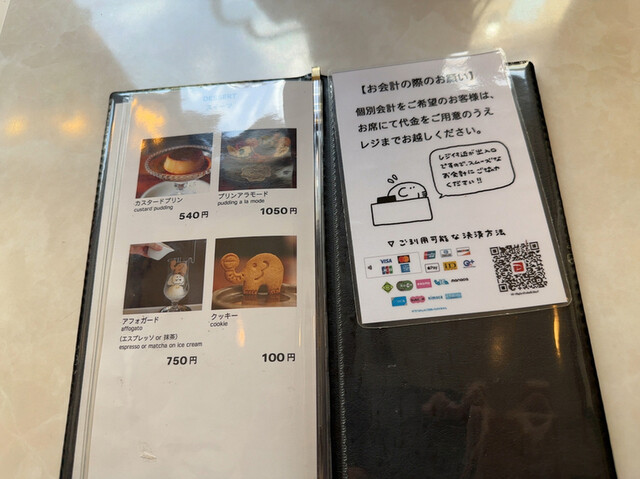 DESSERT
カスタードプリン
custard pudding
540円
プリンアラモード
pudding a la mode
1050円
アフォガード
affogato
(エスプレッソ or 抹茶)
espresso or matcha on ice cream
750円
クッキー
cookie
100円
【お会計の際のお願い】
個別会計をご希望のお客様は、
お席にて代金をご用意のうえ
レジまでお越しください。
レジ付近が出入口
ですので、スムーズな
お会計にご協力
ください!!
▽ご利用可能な決済方法
VISA